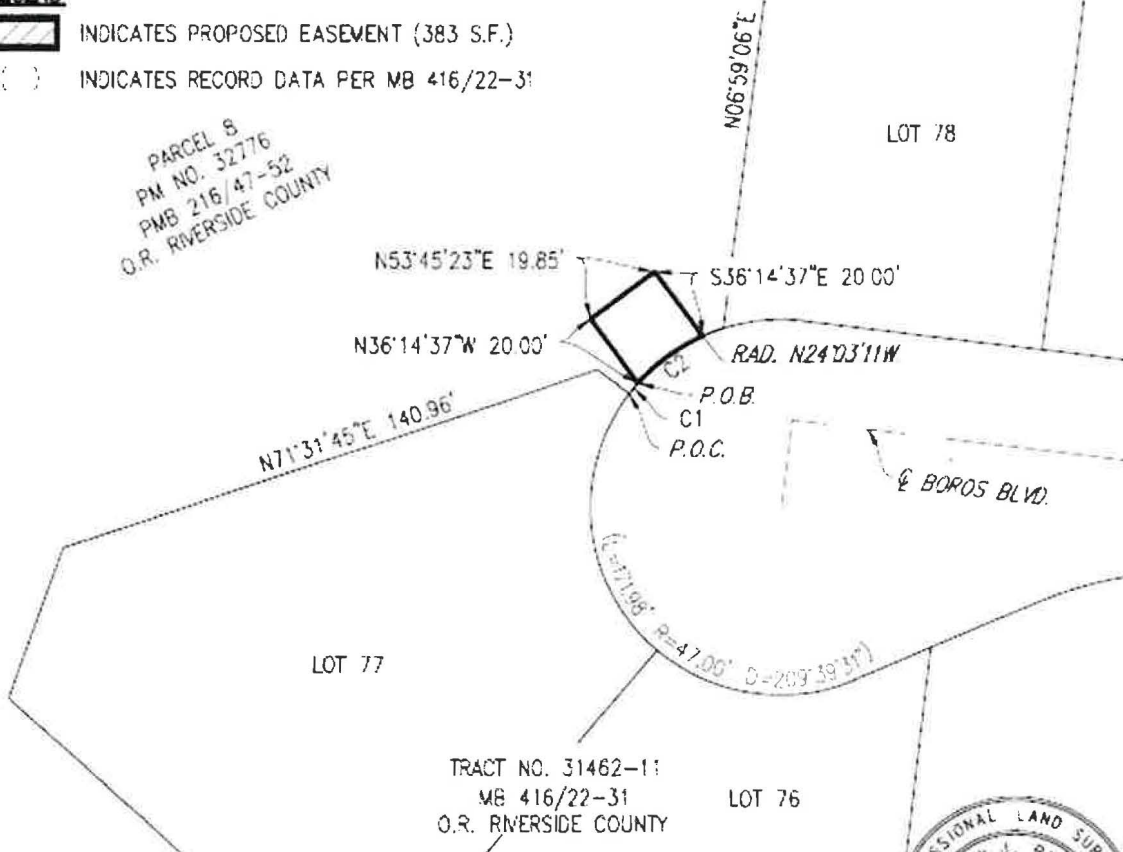 INDICATES PROPOSED EASEMENT (383 S.F.)
( ) INDICATES RECORD DATA PER MB 416/22-31
PARCEL 8
PM NO. 32776
PMB 216/47-52
O.R. RIVERSIDE COUNTY
N06°59'06"E
LOT 78
N53°45'23"E 19.85'
S36°14'37"E 20.00'
N36°14'37"W 20.00'
RAD. N24°03'11W
C2
P.O.B.
C1
P.O.C.
N71°31'45"E 140.96'
℄ BOROS BLVD.
(L=171.98' R=47.00' D=209°39'31")
LOT 77
TRACT NO. 31462-11
MB 416/22-31
O.R. RIVERSIDE COUNTY
LOT 76
LAND